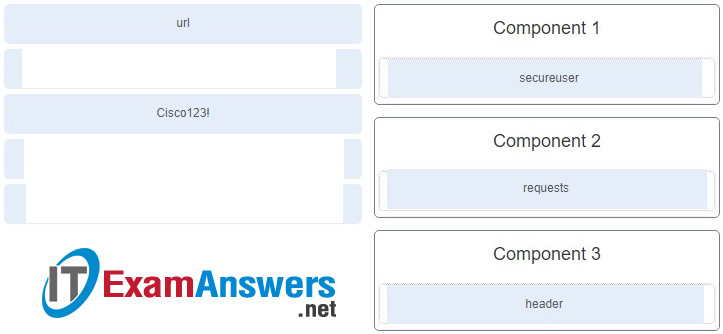 url
Cisco123!
ITExamAnswers
.net
Component 1
secureuser
Component 2
requests
Component 3
header